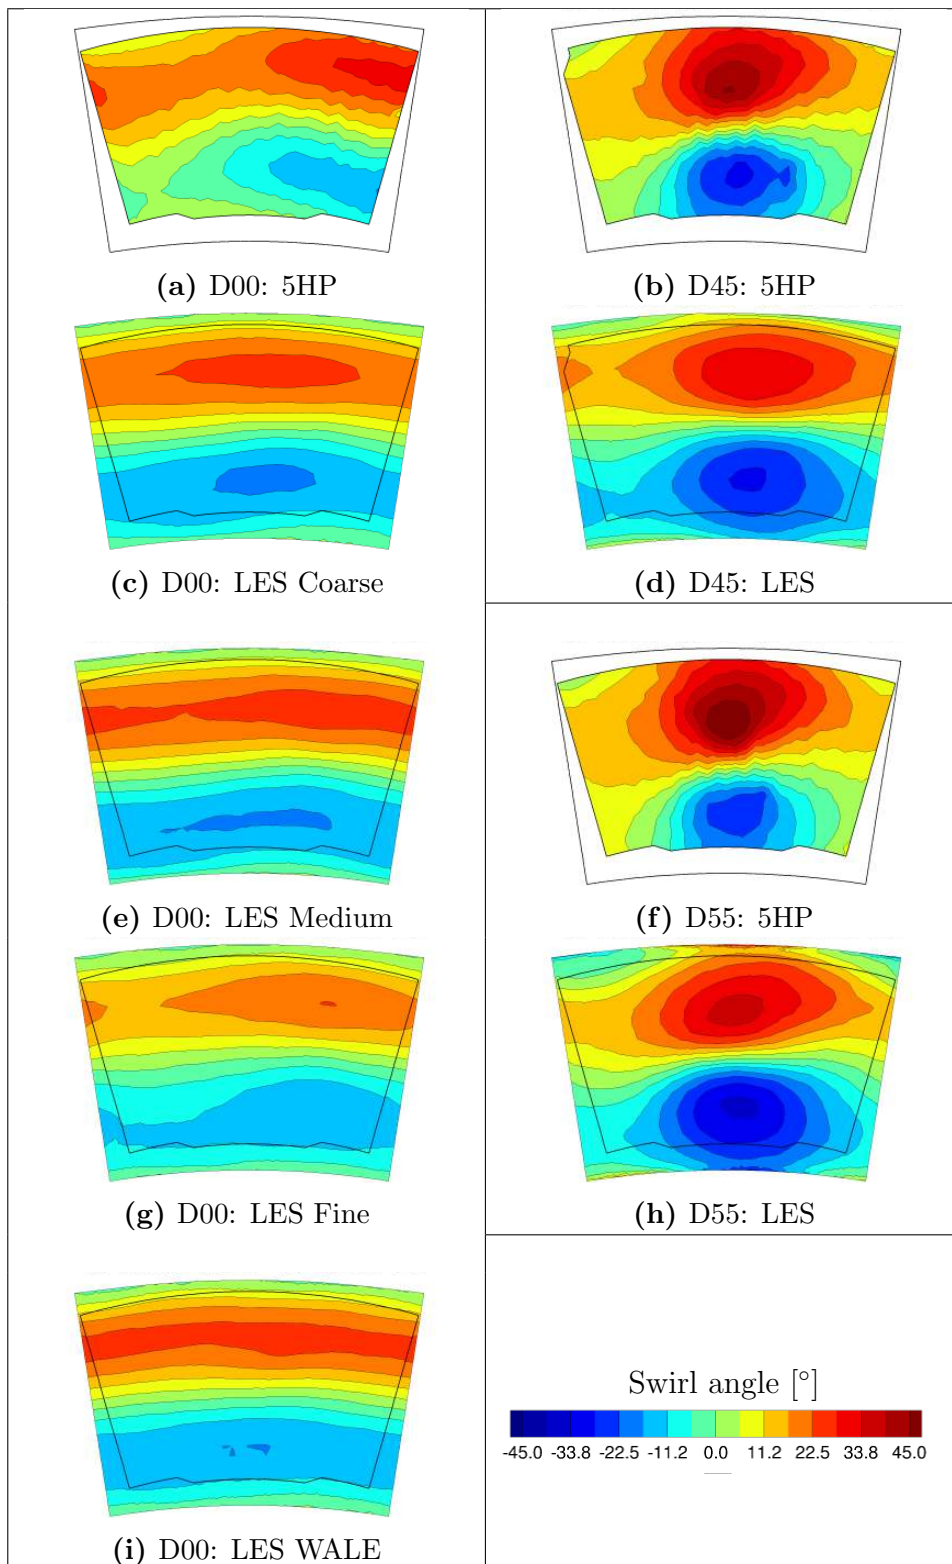 (a) D00: 5HP
(b) D45: 5HP
(c) D00: LES Coarse
(d) D45: LES
(e) D00: LES Medium
(f) D55: 5HP
(g) D00: LES Fine
(h) D55: LES
Swirl angle [°]
-45.0 -33.8 -22.5 -11.2 0.0 11.2 22.5 33.8 45.0
(i) D00: LES WALE